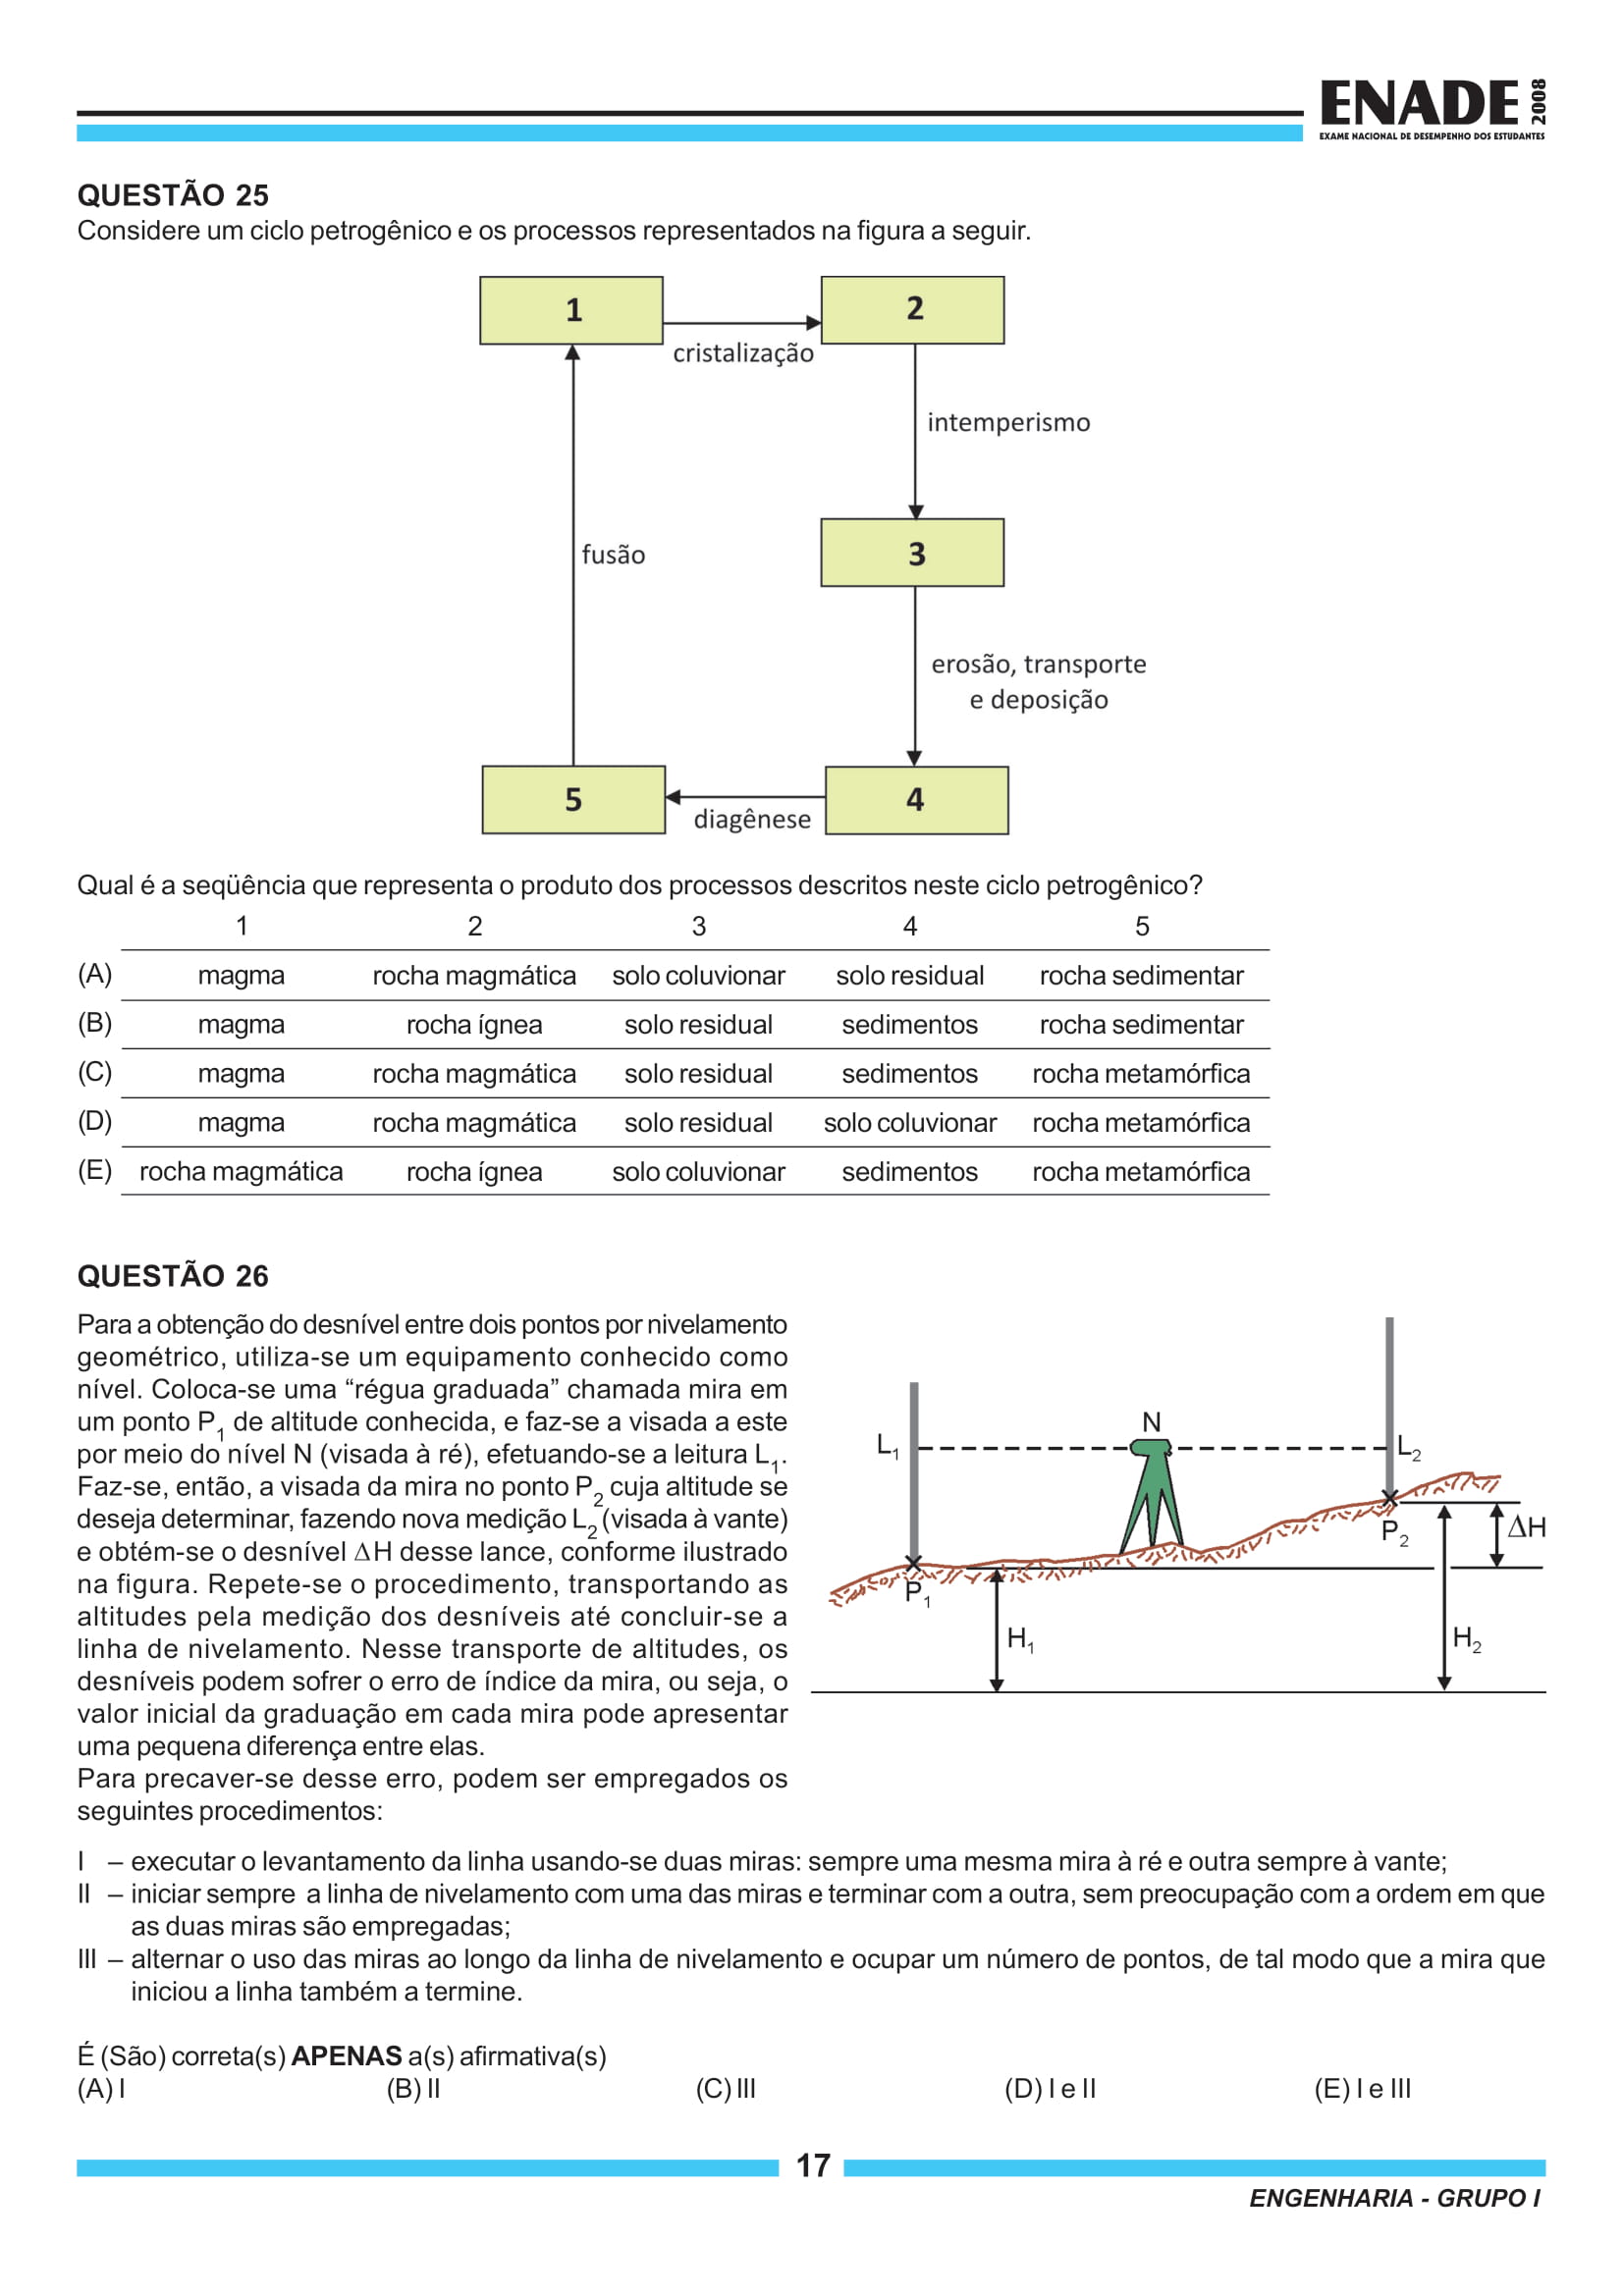 ENADE 2008
EXAME NACIONAL DE DESEMPENHO DOS ESTUDANTES
QUESTÃO 25
Considere um ciclo petrogênico e os processos representados na figura a seguir.
1
2
cristalização
intemperismo
3
fusão
erosão, transporte
e deposição
5
4
diagênese
Qual é a seqüência que representa o produto dos processos descritos neste ciclo petrogênico?
1 2 3 4 5
(A) magma rocha magmática solo coluvionar solo residual rocha sedimentar
(B) magma rocha ígnea solo residual sedimentos rocha sedimentar
(C) magma rocha magmática solo residual sedimentos rocha metamórfica
(D) magma rocha magmática solo residual solo coluvionar rocha metamórfica
(E) rocha magmática rocha ígnea solo coluvionar sedimentos rocha metamórfica
QUESTÃO 26
Para a obtenção do desnível entre dois pontos por nivelamento
geométrico, utiliza-se um equipamento conhecido como
nível. Coloca-se uma “régua graduada” chamada mira em
um ponto P1 de altitude conhecida, e faz-se a visada a este
por meio do nível N (visada à ré), efetuando-se a leitura L1.
Faz-se, então, a visada da mira no ponto P2 cuja altitude se
deseja determinar, fazendo nova medição L2 (visada à vante)
e obtém-se o desnível ΔH desse lance, conforme ilustrado
na figura. Repete-se o procedimento, transportando as
altitudes pela medição dos desníveis até concluir-se a
linha de nivelamento. Nesse transporte de altitudes, os
desníveis podem sofrer o erro de índice da mira, ou seja, o
valor inicial da graduação em cada mira pode apresentar
uma pequena diferença entre elas.
Para precaver-se desse erro, podem ser empregados os
seguintes procedimentos:
N
L1
L2
P2
ΔH
P1
H1
H2
I – executar o levantamento da linha usando-se duas miras: sempre uma mesma mira à ré e outra sempre à vante;
II – iniciar sempre a linha de nivelamento com uma das miras e terminar com a outra, sem preocupação com a ordem em que
as duas miras são empregadas;
III – alternar o uso das miras ao longo da linha de nivelamento e ocupar um número de pontos, de tal modo que a mira que
iniciou a linha também a termine.
É (São) correta(s) APENAS a(s) afirmativa(s)
(A) I (B) II (C) III (D) I e II (E) I e III
17
ENGENHARIA - GRUPO I